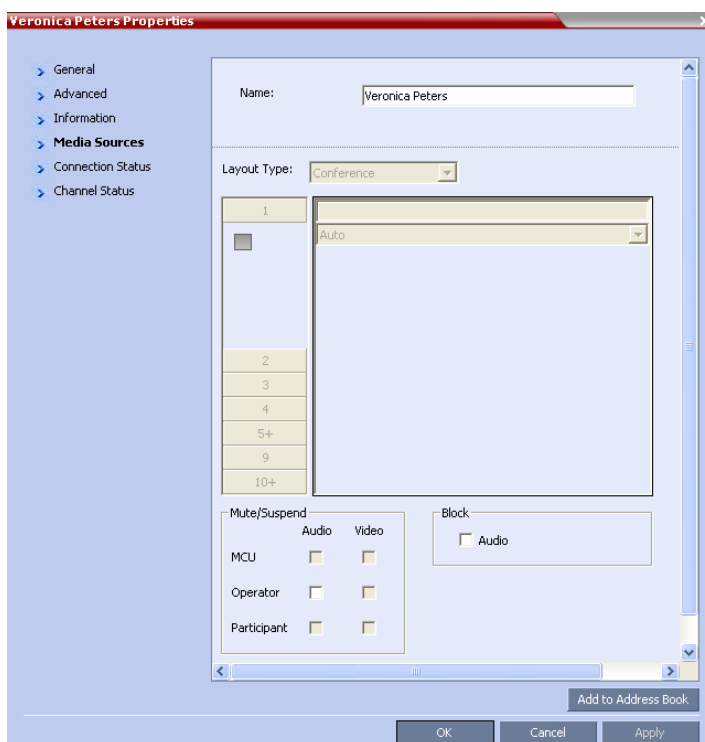 Veronica Peters Properties
General
Advanced
Information
Media Sources
Connection Status
Channel Status
Name: Veronica Peters
Layout Type: Conference
1
Auto
2
3
4
5+
9
10+
Mute/Suspend
Audio Video
MCU
Operator
Participant
Block
Audio
Add to Address Book
OK Cancel Apply